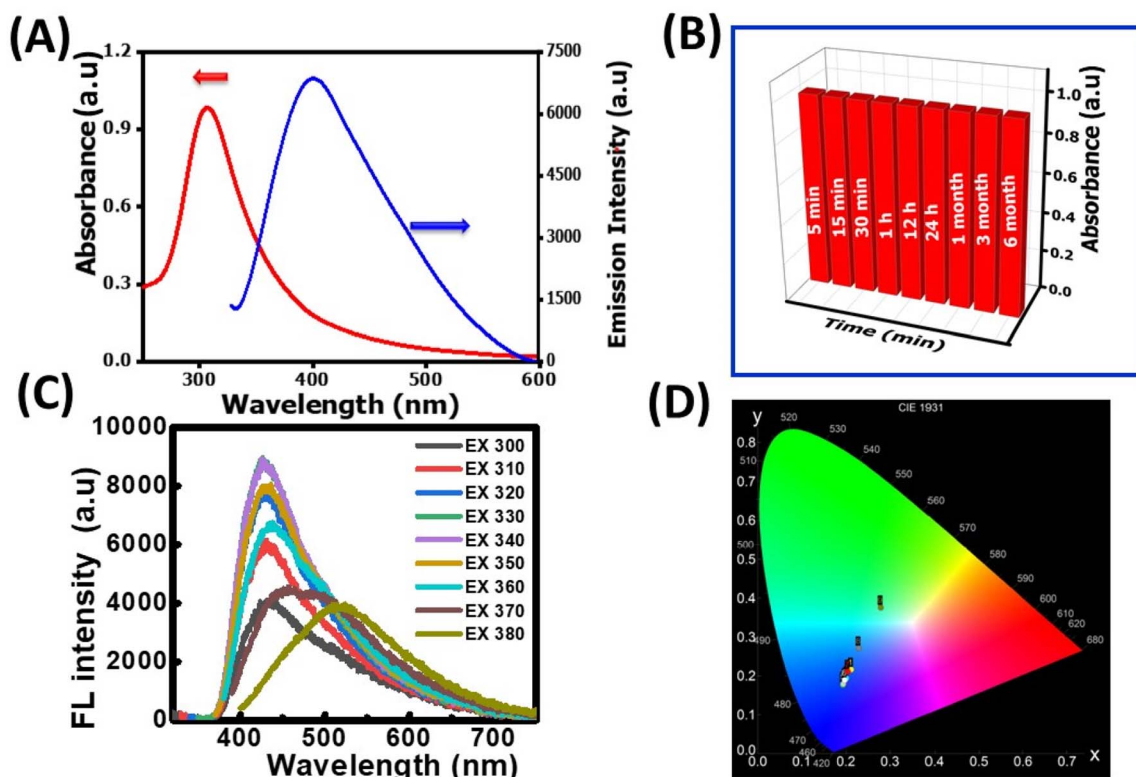 (A)
1.2
0.9
0.6
0.3
0.0
Absorbance (a.u)
7500
6000
4500
3000
1500
0
Emission Intensity (a.u)
300 400 500 600
Wavelength (nm)
(B)
5 min
15 min
30 min
1 h
12 h
24 h
1 month
3 month
6 month
1.0
0.8
0.6
0.4
0.2
0.0
Absorbance (a.u
Time (min)
(C)
10000
8000
6000
4000
2000
0
FL intensity (a.u)
EX 300
EX 310
EX 320
EX 330
EX 340
EX 350
EX 360
EX 370
EX 380
400 500 600 700
Wavelength (nm)
(D)
CIE 1931
y
0.8
0.7
0.6
0.5
0.4
0.3
0.2
0.1
0.0
520
530
540
550
560
570
580
590
600
610
620
680
510
500
490
480
470
460
420
0.0 0.1 0.2 0.3 0.4 0.5 0.6 0.7
x